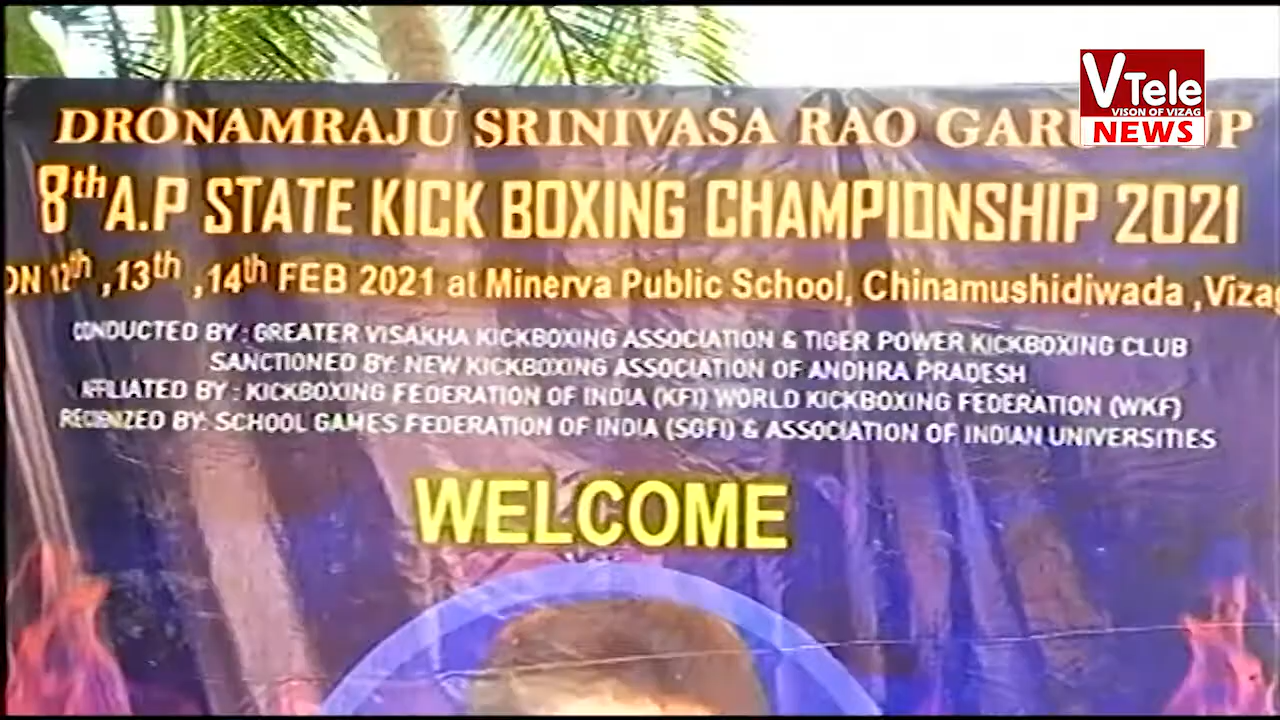 DRONAMRAJU SRINIVASA RAO
8th A.P STATE KICK BOXING CHAMPIONSHIP 2021
ON 12th ,13th ,14th FEB 2021 at Minerva Public School, Chinamushidiwada ,Vizag
CONDUCTED BY : GREATER VISAKHA KICKBOXING ASSOCIATION & TIGER POWER KICKBOXING CLUB
SANCTIONED BY: NEW KICKBOXING ASSOCIATION OF ANDHRA PRADESH
AFFILIATED BY : KICKBOXING FEDERATION OF INDIA (KFI) WORLD KICKBOXING FEDERATION (WKF)
RECOGNIZED BY: SCHOOL GAMES FEDERATION OF INDIA (SGFI) & ASSOCIATION OF INDIAN UNIVERSITIES
WELCOME
VTele
VISON OF VIZAG
NEWS